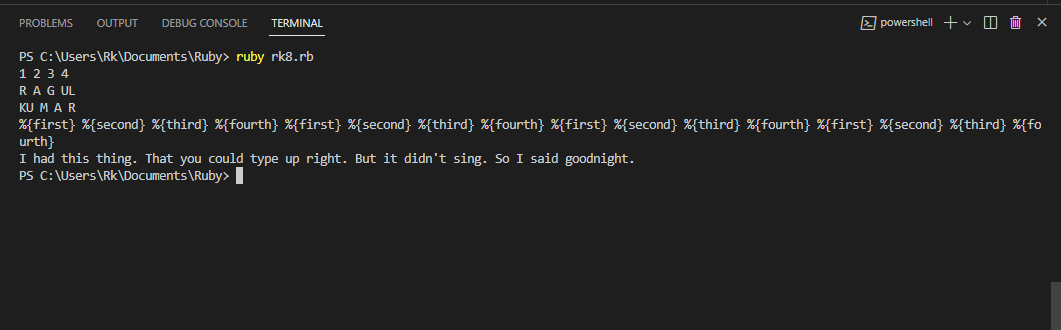 PROBLEMS OUTPUT DEBUG CONSOLE TERMINAL powershell
PS C:\Users\Rk\Documents\Ruby> ruby rk8.rb
1 2 3 4
R A G UL
KU M A R
%{first} %{second} %{third} %{fourth} %{first} %{second} %{third} %{fourth} %{first} %{second} %{third} %{fourth} %{first} %{second} %{third} %{fo
urth}
I had this thing. That you could type up right. But it didn't sing. So I said goodnight.
PS C:\Users\Rk\Documents\Ruby>